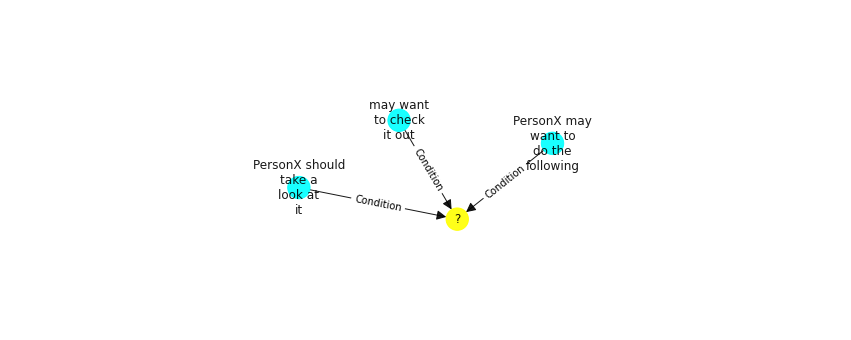 may want
to check
it out
PersonX may
want to
do the
following
PersonX should
take a
look at
it
Condition
Condition
Condition
?